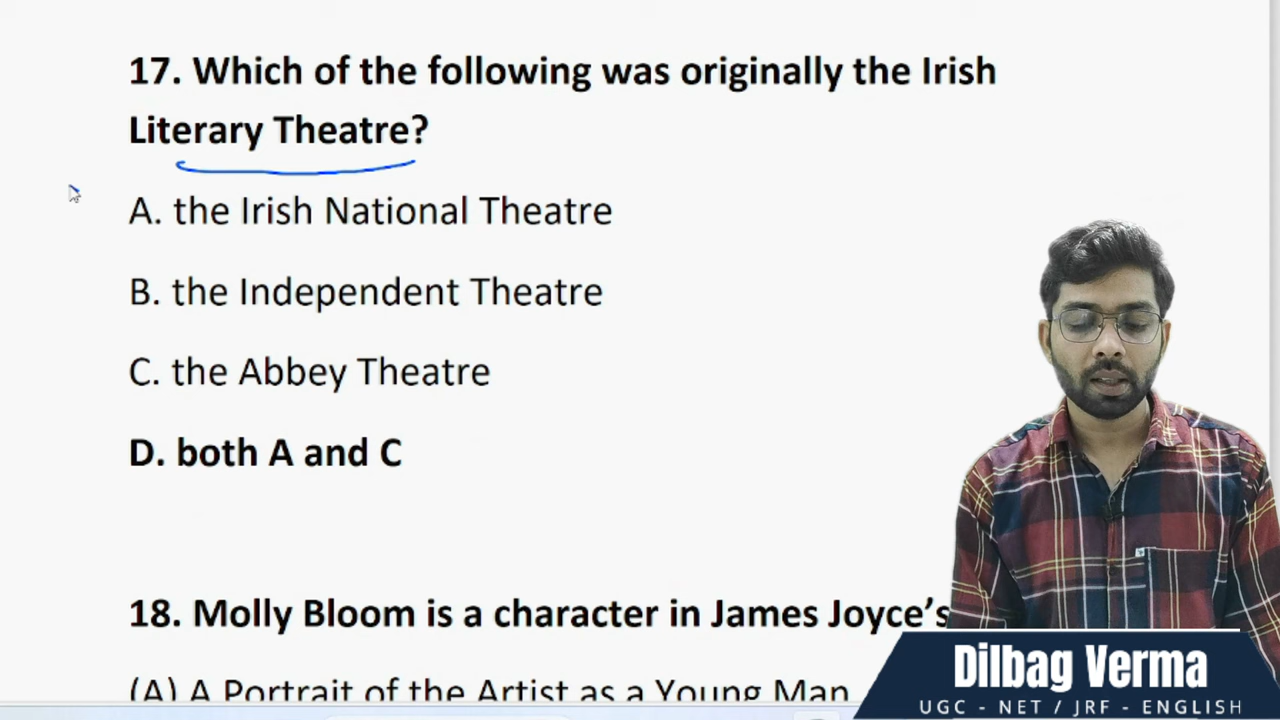 17. Which of the following was originally the Irish
Literary Theatre?
A. the Irish National Theatre
B. the Independent Theatre
C. the Abbey Theatre
D. both A and C
18. Molly Bloom is a character in James Joyce’s
(A) A Portrait of the Artist as a Young Man
Dilbag Verma
UGC - NET / JRF - ENGLISH